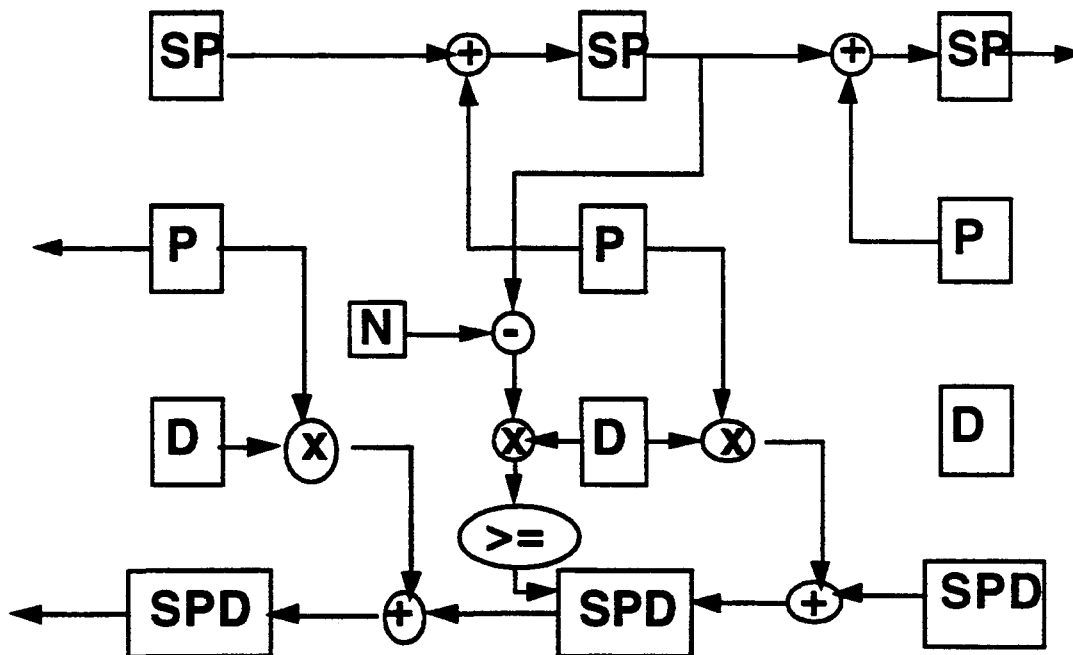 SP + SP + SP
P P P
N -
D x x D x D
>=
SPD + SPD + SPD